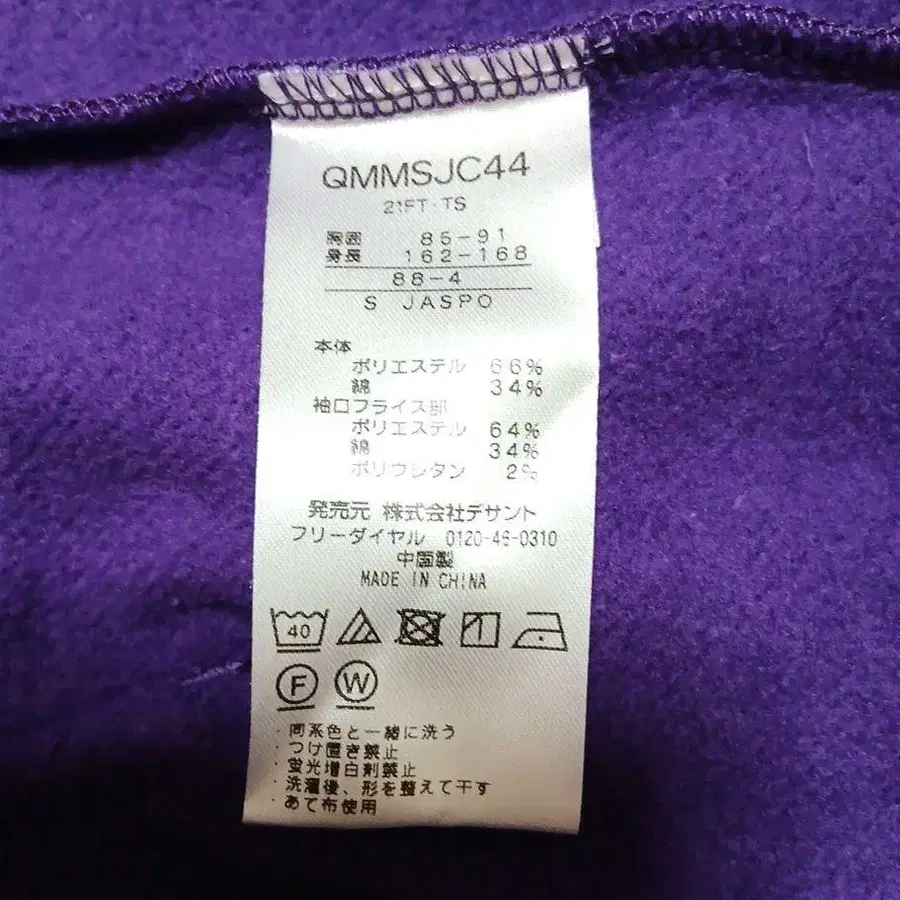 QMMSJC44
21FT-TS
胸囲 85-91
身長 162-168
88-4
S JASPO
本体
ポリエステル 66%
綿 34%
袖口フライス部
ポリエステル 64%
綿 34%
ポリウレタン 2%
発売元 株式会社デサント
フリーダイヤル 0120-46-0310
中国製
MADE IN CHINA
40
F W
・同系色と一緒に洗う
・つけ置き禁止
・蛍光増白剤禁止
・洗濯後、形を整えて干す
・あて布使用